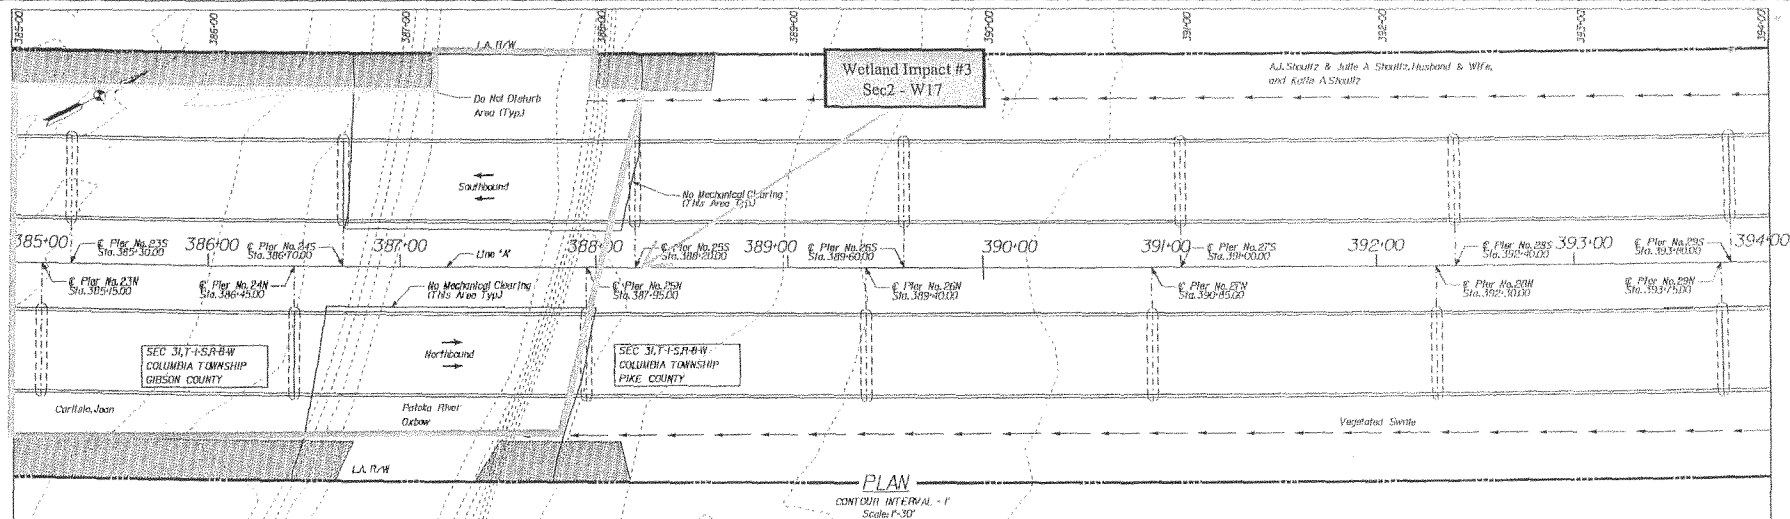 385+00
386+00
387+00
388+00
389+00
390+00
391+00
392+00
393+00
394+00
L.A. R/W
Wetland Impact #3
Sec2 - W17
A.J. Shoultz & Julie A Shoultz, Husband & Wife,
and Katie A Shoultz
Do Not Disturb
Area (Typ.)
Southbound
No Mechanical Clearing
(This Area Typ.)
385+00
386+00
387+00
388+00
389+00
390+00
391+00
392+00
393+00
394+00
℄ Pier No.23S
Sta.385+30.00
℄ Pier No.24S
Sta.386+70.00
Line "A"
℄ Pier No.25S
Sta.388+20.00
℄ Pier No.26S
Sta.389+60.00
℄ Pier No.27S
Sta.391+00.00
℄ Pier No.28S
Sta.392+40.00
℄ Pier No.29S
Sta.393+80.00
℄ Pier No.23N
Sta.385+15.00
℄ Pier No.24N
Sta.386+45.00
No Mechanical Clearing
(This Area Typ.)
℄ Pier No.25N
Sta.387+95.00
℄ Pier No.26N
Sta.389+40.00
℄ Pier No.27N
Sta.390+85.00
℄ Pier No.28N
Sta.392+30.00
℄ Pier No.29N
Sta.393+75.00
SEC 31,T-1-S,R-8-W
COLUMBIA TOWNSHIP
GIBSON COUNTY
Northbound
SEC 31,T-1-S,R-8-W
COLUMBIA TOWNSHIP
PIKE COUNTY
Joan
Patoka River
Oxbow
Vegetated Swale
L.A. R/W
PLAN
CONTOUR INTERVAL = 1'
Scale: 1"=30'